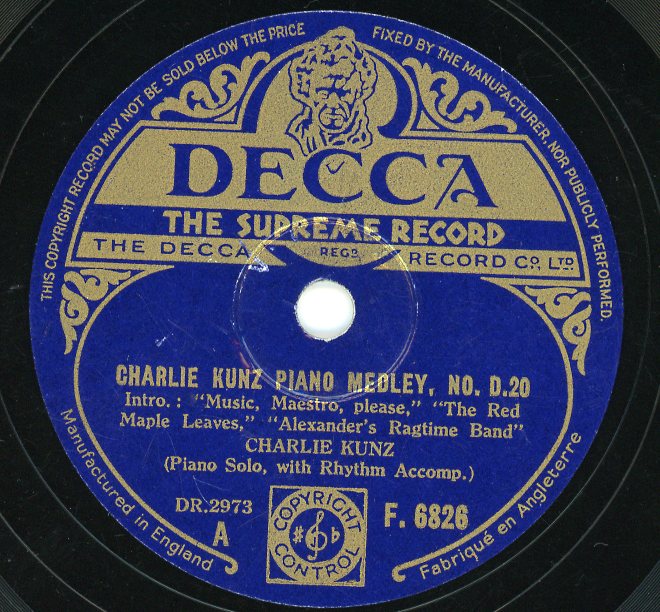 THIS COPYRIGHT RECORD MAY NOT BE SOLD BELOW THE PRICE FIXED BY THE MANUFACTURER, NOR PUBLICLY PERFORMED.
DECCA
THE SUPREME RECORD
THE DECCA REGD. RECORD CO., LTD.
CHARLIE KUNZ PIANO MEDLEY, NO. D.20
Intro.: "Music, Maestro, please," "The Red
Maple Leaves," "Alexander's Ragtime Band"
CHARLIE KUNZ
(Piano Solo, with Rhythm Accomp.)
DR.2973
A
COPYRIGHT
CONTROL
F. 6826
Manufactured in England
Fabriqué en Angleterre